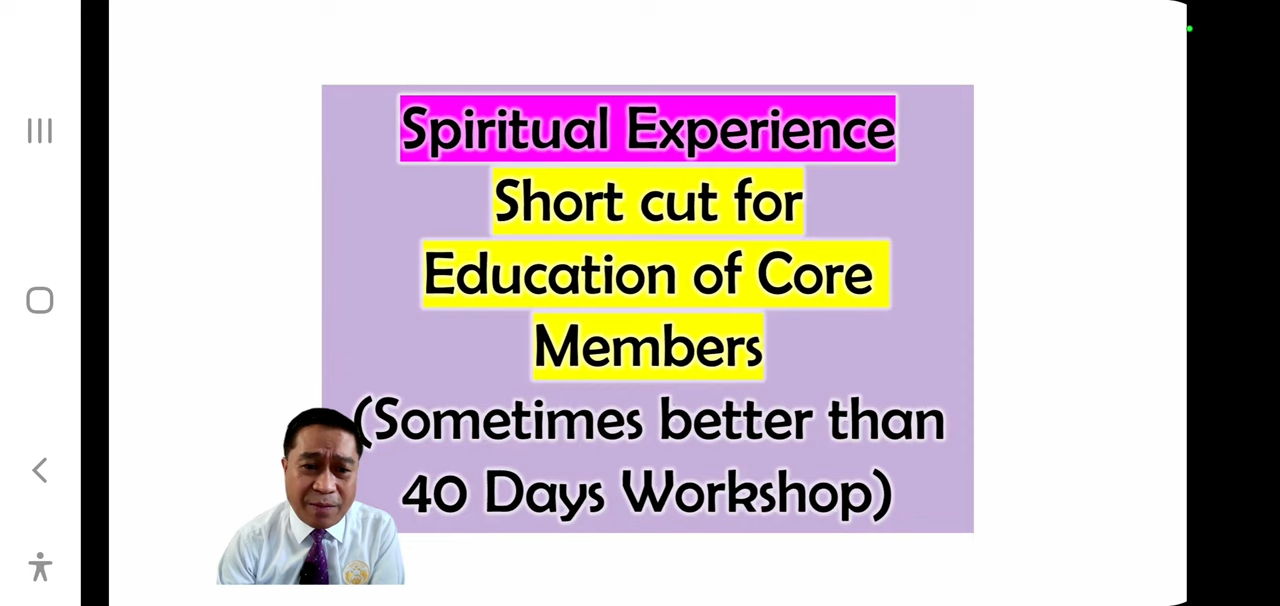 Spiritual Experience
Short cut for
Education of Core
Members
(Sometimes better than
40 Days Workshop)